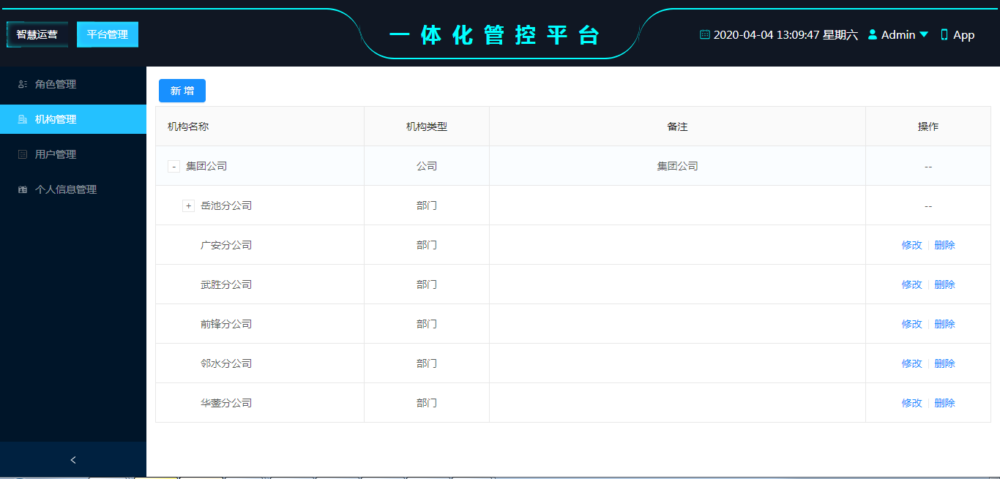 智慧运营 平台管理 一体化管控平台 2020-04-04 13:09:47 星期六 Admin App
角色管理
机构管理
用户管理
个人信息管理
新 增
机构名称 机构类型 备注 操作
- 集团公司 公司 集团公司 --
+ 岳池分公司 部门 --
广安分公司 部门 修改 删除
武胜分公司 部门 修改 删除
前锋分公司 部门 修改 删除
邻水分公司 部门 修改 删除
华蓥分公司 部门 修改 删除